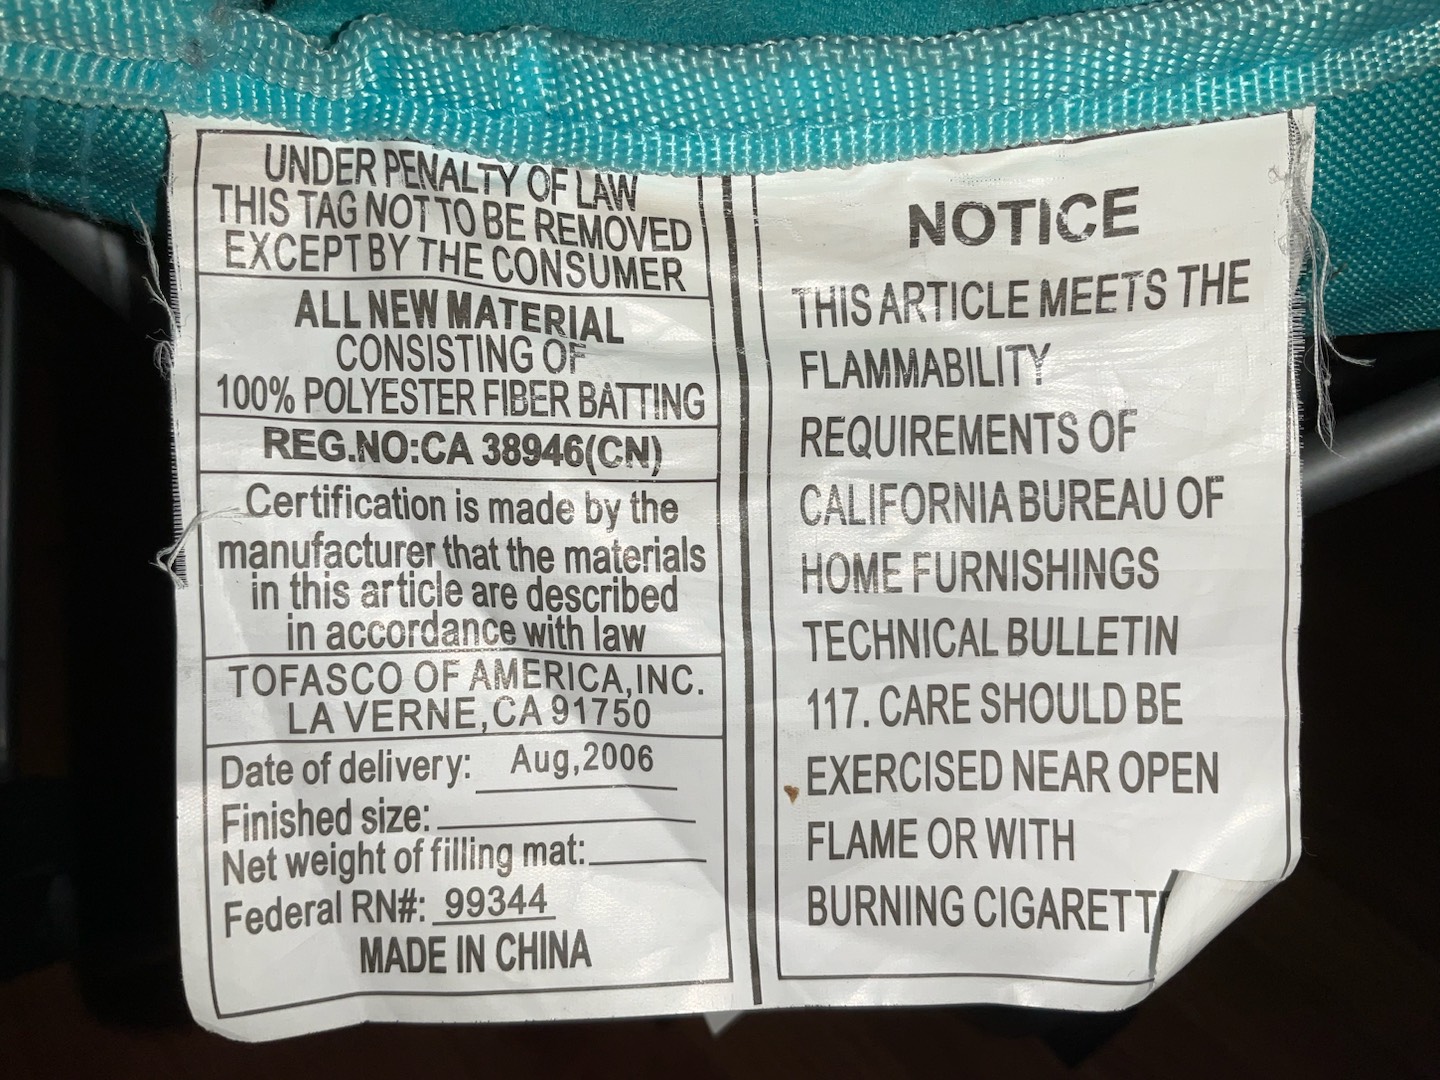 UNDER PENALTY OF LAW
THIS TAG NOT TO BE REMOVED
EXCEPT BY THE CONSUMER
ALL NEW MATERIAL
CONSISTING OF
100% POLYESTER FIBER BATTING
REG.NO:CA 38946(CN)
Certification is made by the
manufacturer that the materials
in this article are described
in accordance with law
TOFASCO OF AMERICA,INC.
LA VERNE,CA 91750
Date of delivery: Aug,2006
Finished size:
Net weight of filling mat:
Federal RN#: 99344
MADE IN CHINA
NOTICE
THIS ARTICLE MEETS THE
FLAMMABILITY
REQUIREMENTS OF
CALIFORNIA BUREAU OF
HOME FURNISHINGS
TECHNICAL BULLETIN
117. CARE SHOULD BE
EXERCISED NEAR OPEN
FLAME OR WITH
BURNING CIGARETT